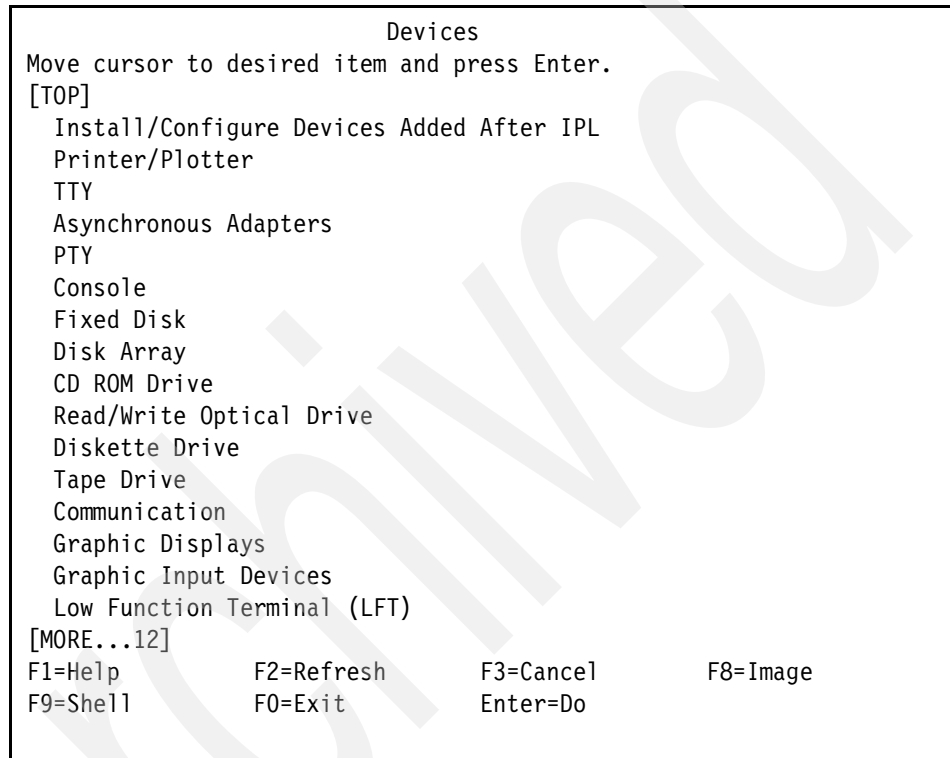 Devices
Move cursor to desired item and press Enter.
[TOP]
Install/Configure Devices Added After IPL
Printer/Plotter
TTY
Asynchronous Adapters
PTY
Console
Fixed Disk
Disk Array
CD ROM Drive
Read/Write Optical Drive
Diskette Drive
Tape Drive
Communication
Graphic Displays
Graphic Input Devices
Low Function Terminal (LFT)
[MORE...12]
F1=Help F2=Refresh F3=Cancel F8=Image
F9=Shell F0=Exit Enter=Do
rchived